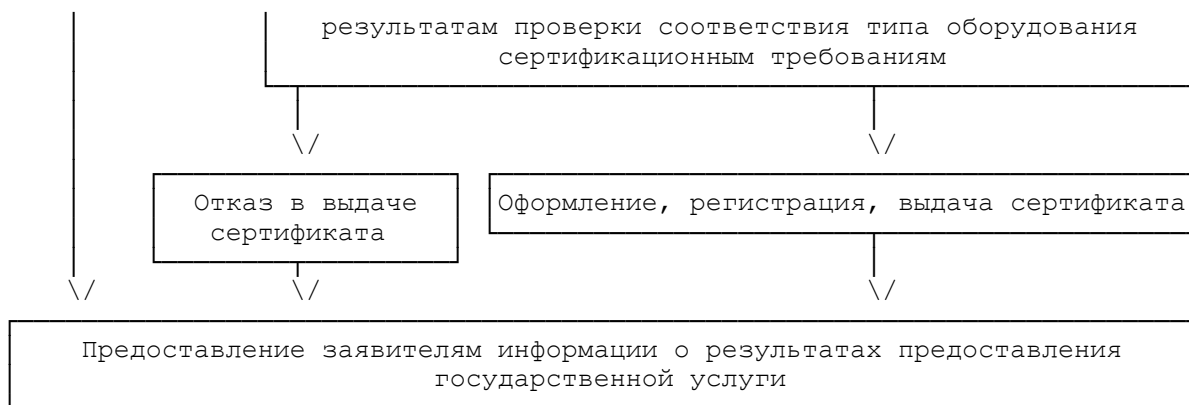 результатам проверки соответствия типа оборудования
сертификационным требованиям
Отказ в выдаче
сертификата
Оформление, регистрация, выдача сертификата
Предоставление заявителям информации о результатах предоставления
государственной услуги